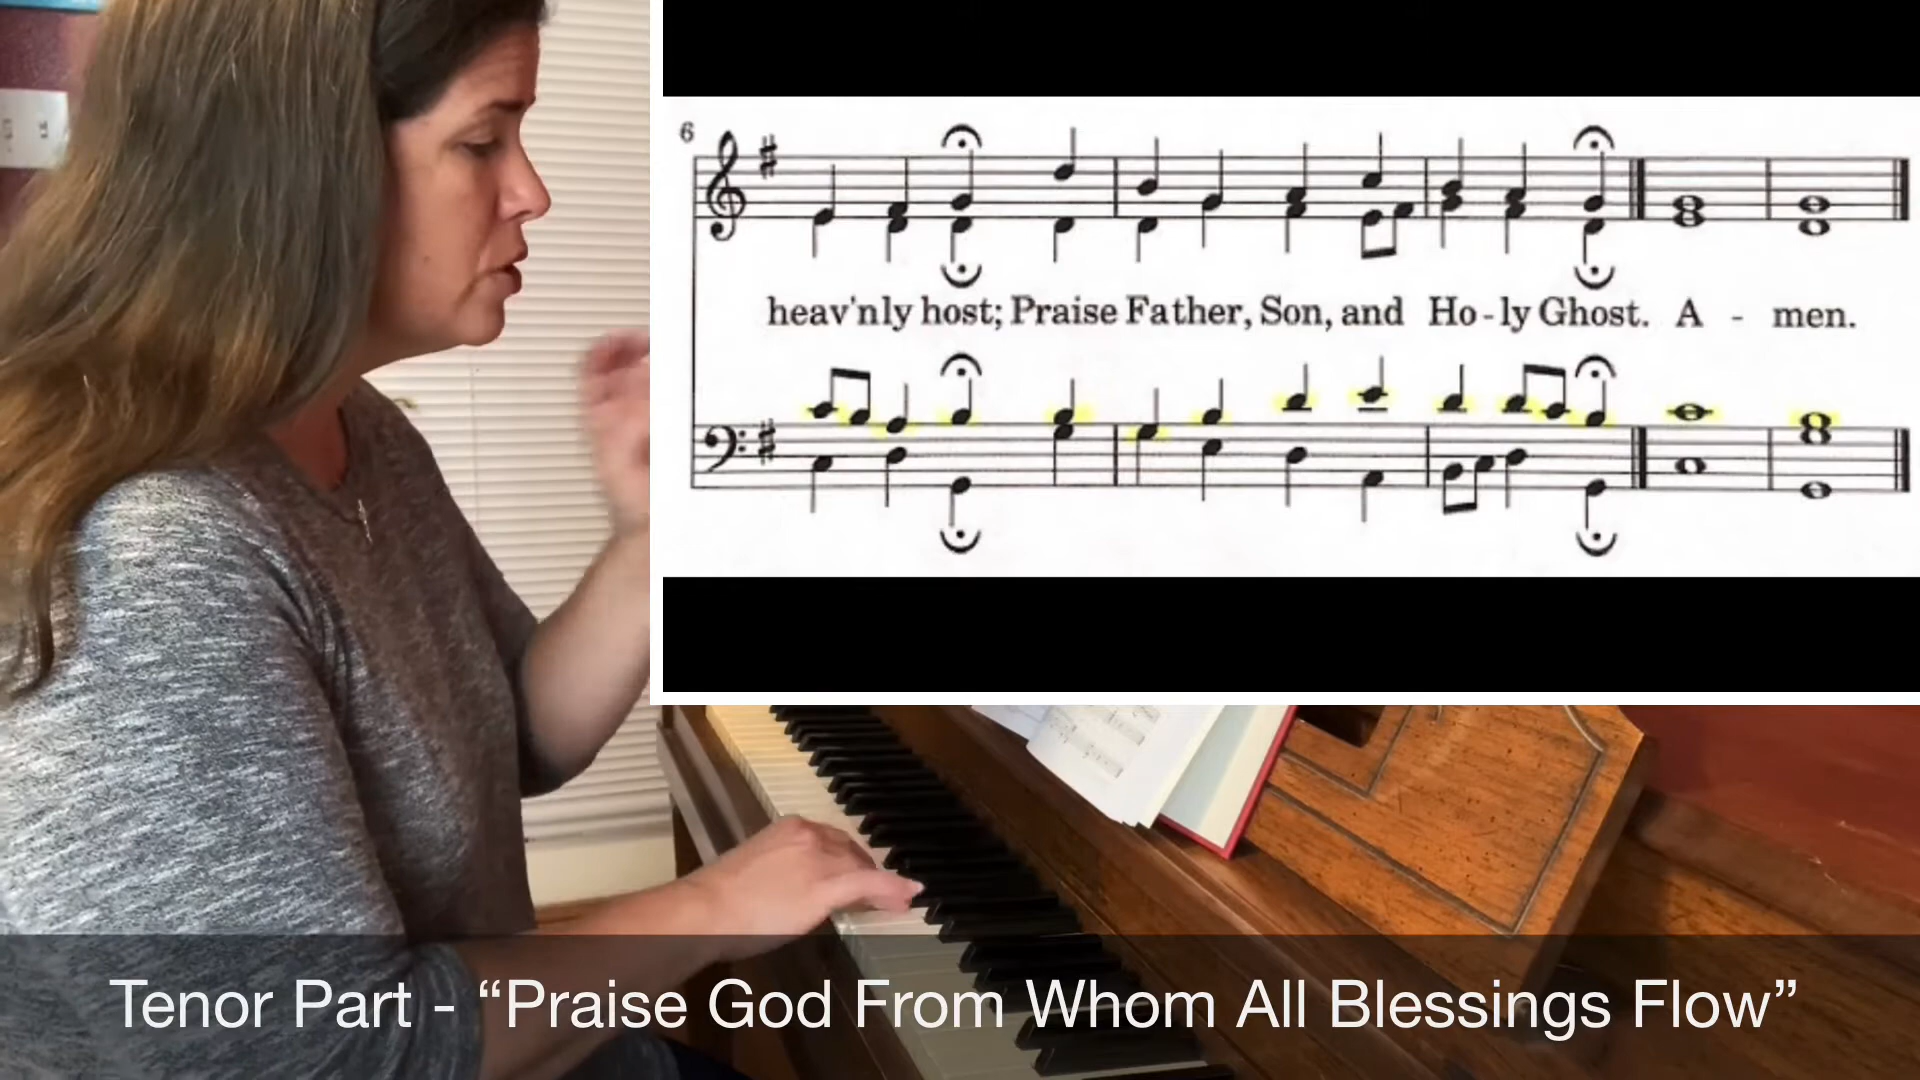 6
heav'nly host; Praise Father, Son, and Ho - ly Ghost. A - men.
Tenor Part - “Praise God From Whom All Blessings Flow”